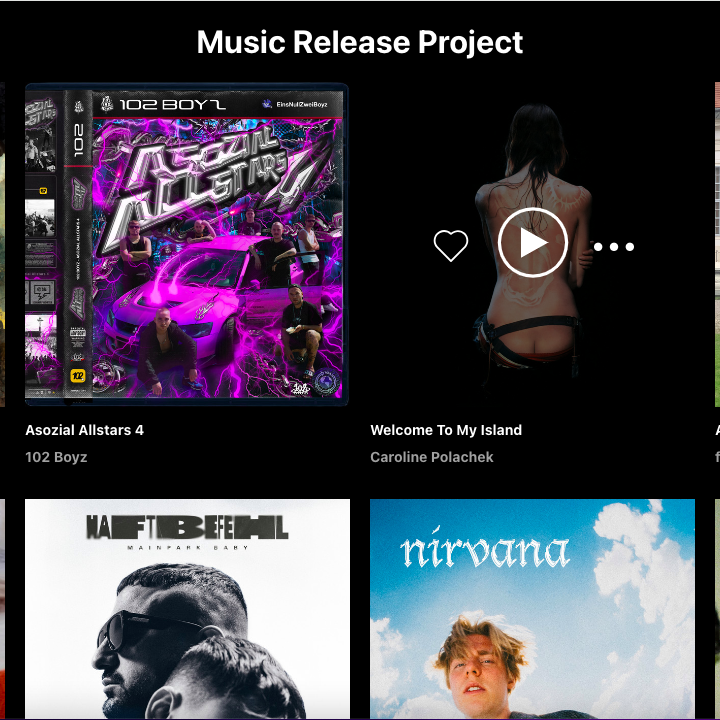 Music Release Project
102 BOYZ
EinsNullZweiBoyz
102
ASOZIAL
ALLSTARS 4
102
Asozial Allstars 4
102 Boyz
Welcome To My Island
Caroline Polachek
A
f
HAFTBEFEHL
MAINPARK BABY
nirvana